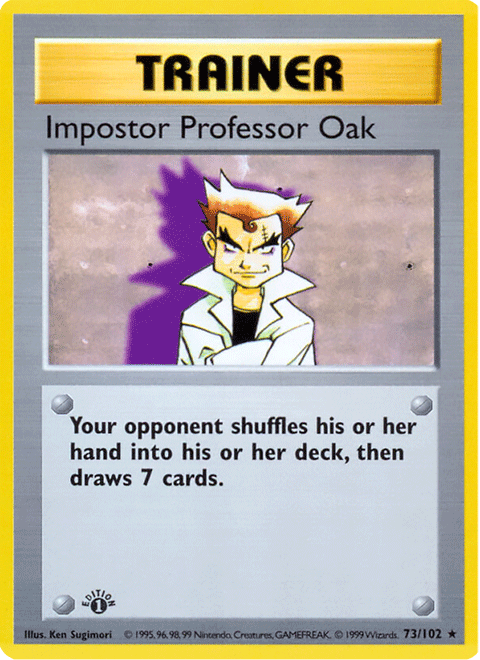 TRAINER
Impostor Professor Oak
Your opponent shuffles his or her
hand into his or her deck, then
draws 7 cards.
EDITION
1
Illus. Ken Sugimori © 1995, 96, 98, 99 Nintendo, Creatures, GAMEFREAK. © 1999 Wizards. 73/102 ★